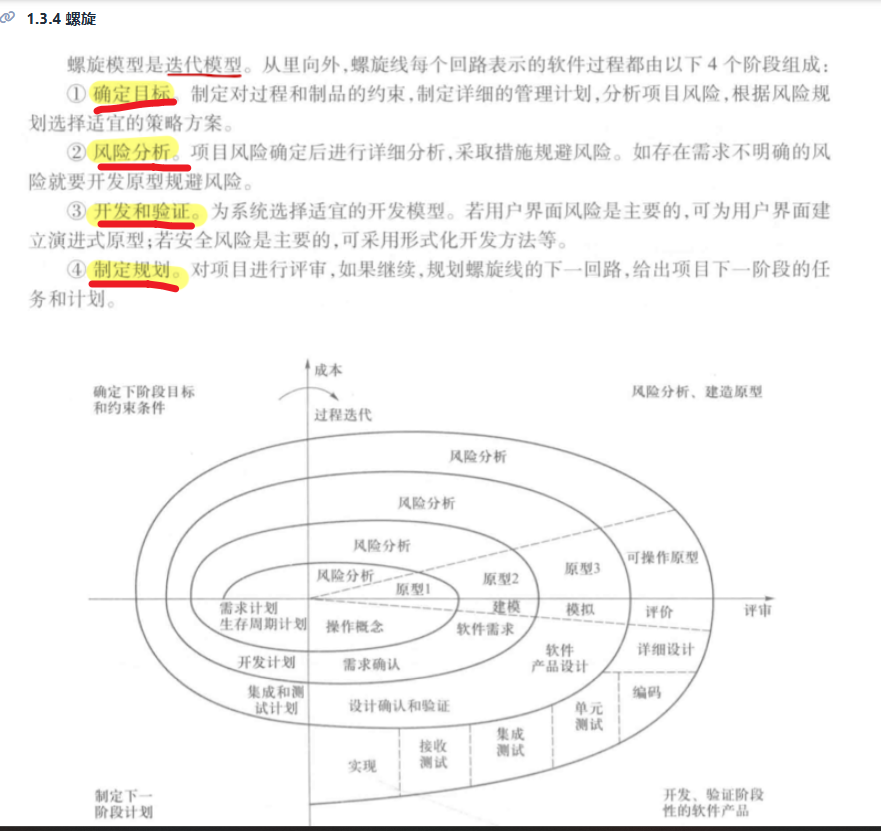 1.3.4 螺旋
螺旋模型是迭代模型。从里向外,螺旋线每个回路表示的软件过程都由以下 4 个阶段组成:
① 确定目标。制定对过程和制品的约束,制定详细的管理计划,分析项目风险,根据风险规
划选择适宜的策略方案。
② 风险分析。项目风险确定后进行详细分析,采取措施规避风险。如存在需求不明确的风
险就要开发原型规避风险。
③ 开发和验证。为系统选择适宜的开发模型。若用户界面风险是主要的,可为用户界面建
立演进式原型;若安全风险是主要的,可采用形式化开发方法等。
④ 制定规划。对项目进行评审,如果继续,规划螺旋线的下一回路,给出项目下一阶段的任
务和计划。
成本
确定下阶段目标
和约束条件
风险分析、建造原型
过程迭代
风险分析
风险分析
风险分析
风险分析
原型1
原型2
原型3
可操作原型
需求计划
生存周期计划
操作概念
建模
模拟
评价
评审
软件需求
开发计划
需求确认
软件
产品设计
详细设计
集成和测
试计划
设计确认和验证
编码
单元
测试
集成
测试
接收
测试
实现
制定下一
阶段计划
开发、验证阶段
性的软件产品